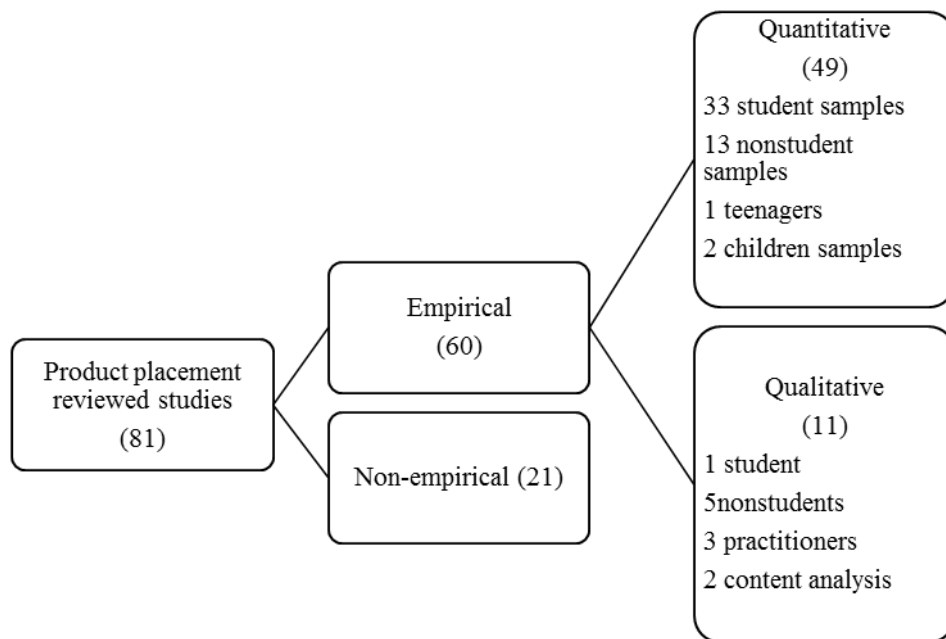 Product placement
reviewed studies
(81)
Empirical
(60)
Non-empirical (21)
Quantitative
(49)
33 student samples
13 nonstudent
samples
1 teenagers
2 children samples
Qualitative
(11)
1 student
5nonstudents
3 practitioners
2 content analysis